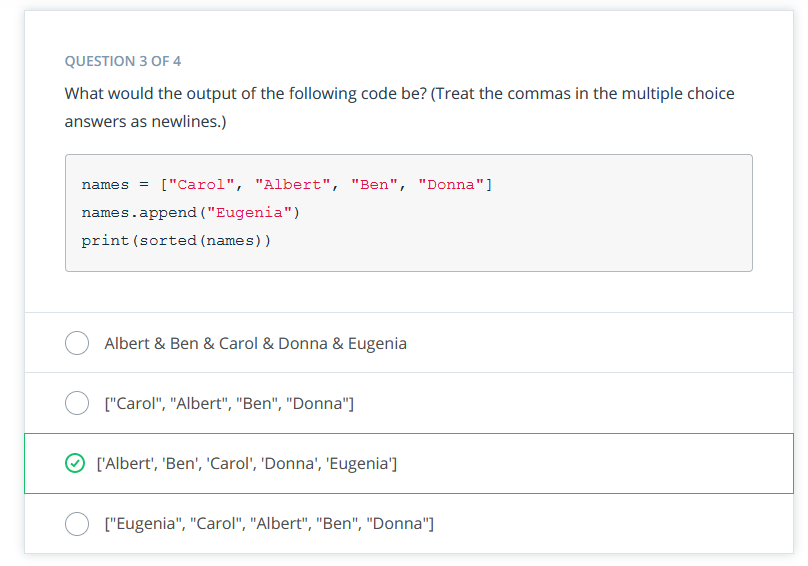 QUESTION 3 OF 4
What would the output of the following code be? (Treat the commas in the multiple choice
answers as newlines.)
names = ["Carol", "Albert", "Ben", "Donna"]
names.append("Eugenia")
print(sorted(names))
Albert & Ben & Carol & Donna & Eugenia
["Carol", "Albert", "Ben", "Donna"]
['Albert', 'Ben', 'Carol', 'Donna', 'Eugenia']
["Eugenia", "Carol", "Albert", "Ben", "Donna"]